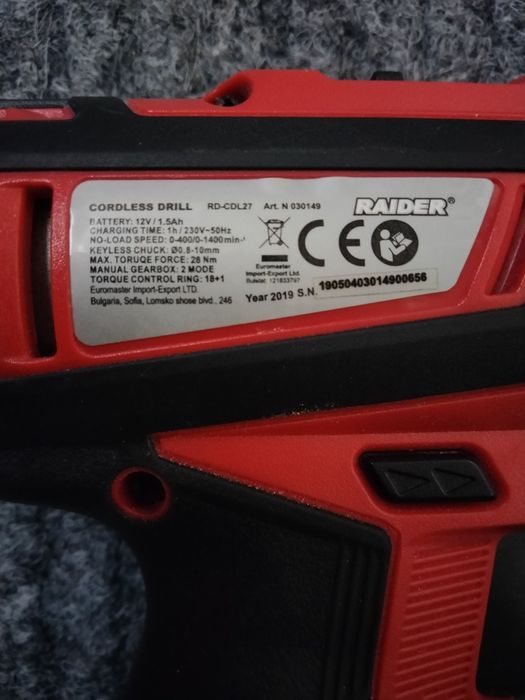 CORDLESS DRILL RD-CDL27 Art. N 030149
RAIDER®
BATTERY: 12V / 1.5Ah
CHARGING TIME: 1h / 230V~50Hz
NO-LOAD SPEED: 0-400/0-1400min-¹
KEYLESS CHUCK: Ø0.8-10mm
MAX. TORUQE FORCE: 28 Nm
MANUAL GEARBOX: 2 MODE
TORQUE CONTROL RING: 18+1
Euromaster Import-Export LTD.
Bulgaria, Sofia, Lomsko shose blvd., 246
CE
Euromaster
Import-Export Ltd.
Bulstat: 121833797
Year 2019 S.N. 19050403014900656